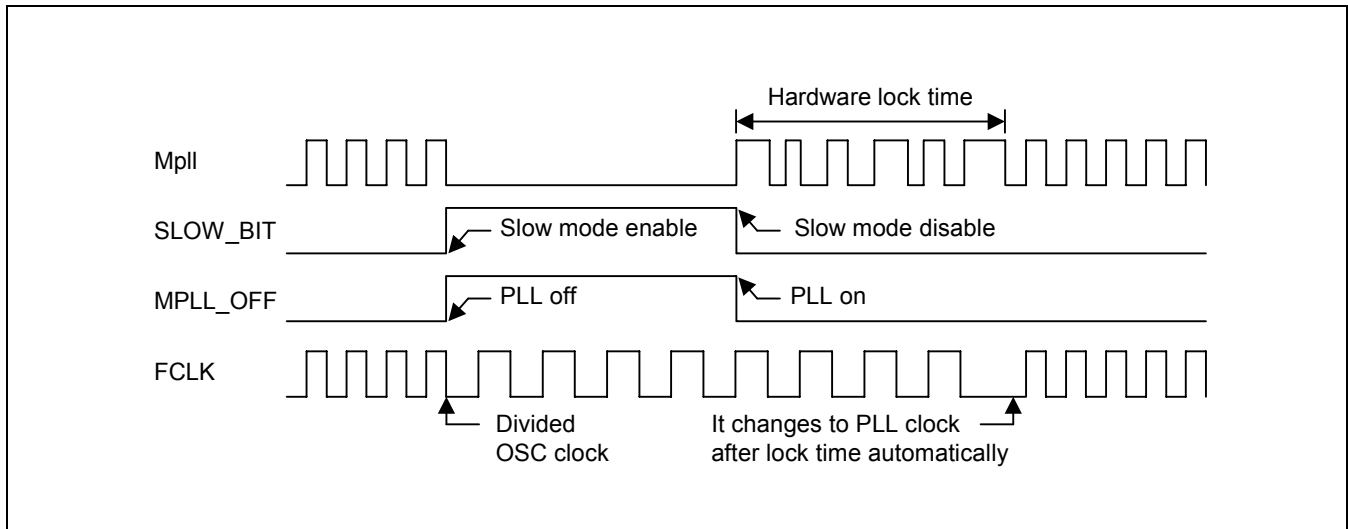 Hardware lock time
Mpll
SLOW_BIT
Slow mode enable
Slow mode disable
MPLL_OFF
PLL off
PLL on
FCLK
Divided
OSC clock
It changes to PLL clock
after lock time automatically